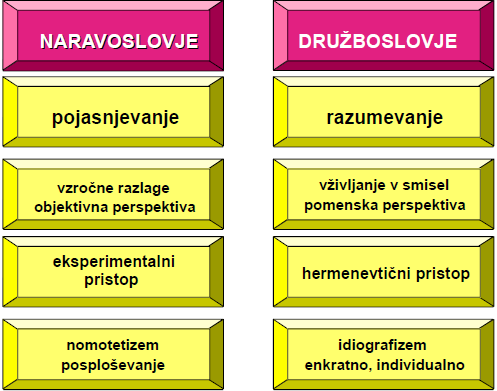 NARAVOSLOVJE
DRUŽBOSLOVJE
pojasnjevanje
razumevanje
vzročne razlage
objektivna perspektiva
vživljanje v smisel
pomenska perspektiva
eksperimentalni
pristop
hermenevtični pristop
nomotetizem
posploševanje
idiografizem
enkratno, individualno